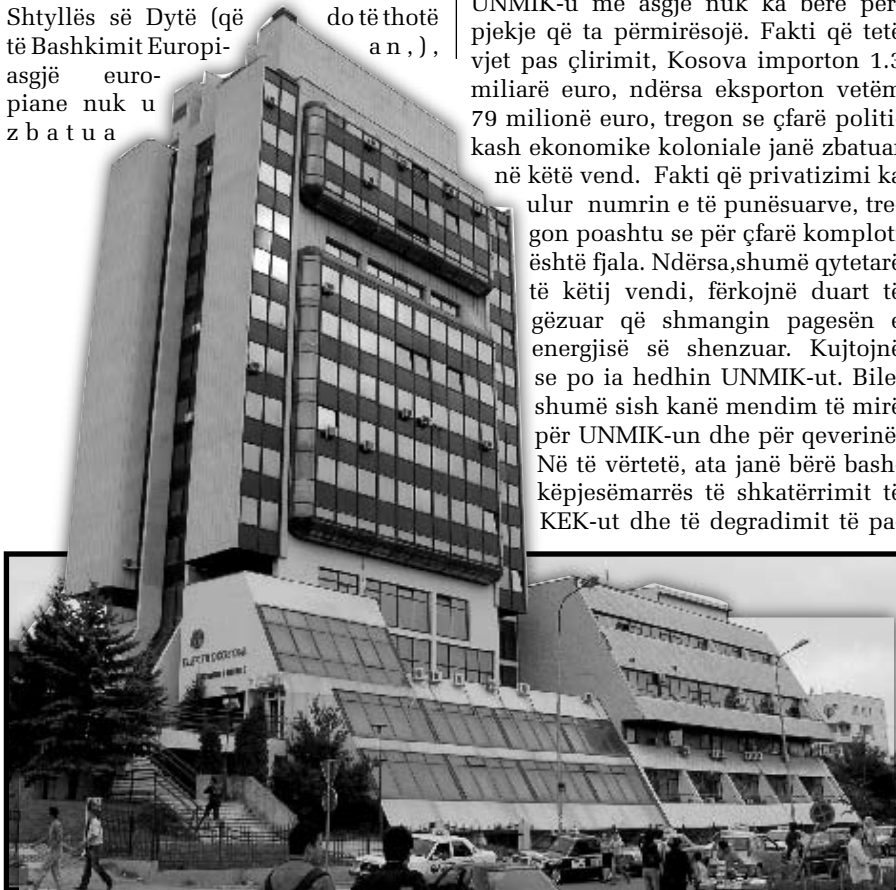 Shtyllës së Dytë (që do të thotë
të Bashkimit Europi- a n , ) ,
asgjë euro-
piane nuk u
z b a t u a
UNMIK-u me asgjë nuk ka bërë për-
pjekje që ta përmirësojë. Fakti që tetë
vjet pas çlirimit, Kosova importon 1.3
miliarë euro, ndërsa eksporton vetëm
79 milionë euro, tregon se çfarë politi-
kash ekonomike koloniale janë zbatuar
në këtë vend. Fakti që privatizimi ka
ulur numrin e të punësuarve, tre-
gon poashtu se për çfarë komplot
është fjala. Ndërsa,shumë qytetarë
të këtij vendi, fërkojnë duart të
gëzuar që shmangin pagesën e
energjisë së shenzuar. Kujtojnë
se po ia hedhin UNMIK-ut. Bile,
shumë sish kanë mendim të mirë
për UNMIK-un dhe për qeverinë.
Në të vërtetë, ata janë bërë bash-
këpjesëmarrës të shkatërrimit të
KEK-ut dhe të degradimit të pa-